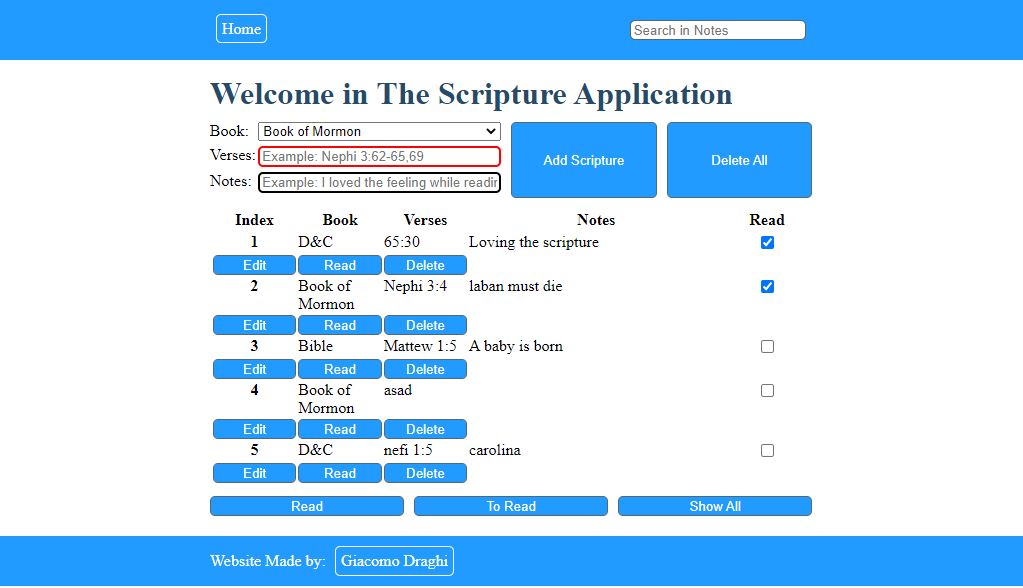 Home
Search in Notes
Welcome in The Scripture Application
Book: Book of Mormon
Verses: Example: Nephi 3:62-65,69
Notes: Example: I loved the feeling while readin
Add Scripture
Delete All
Index Book Verses Notes Read
1 D&C 65:30 Loving the scripture
Edit Read Delete
2 Book of Mormon Nephi 3:4 laban must die
Edit Read Delete
3 Bible Mattew 1:5 A baby is born
Edit Read Delete
4 Book of Mormon asad
Edit Read Delete
5 D&C nefi 1:5 carolina
Edit Read Delete
Read To Read Show All
Website Made by: Giacomo Draghi